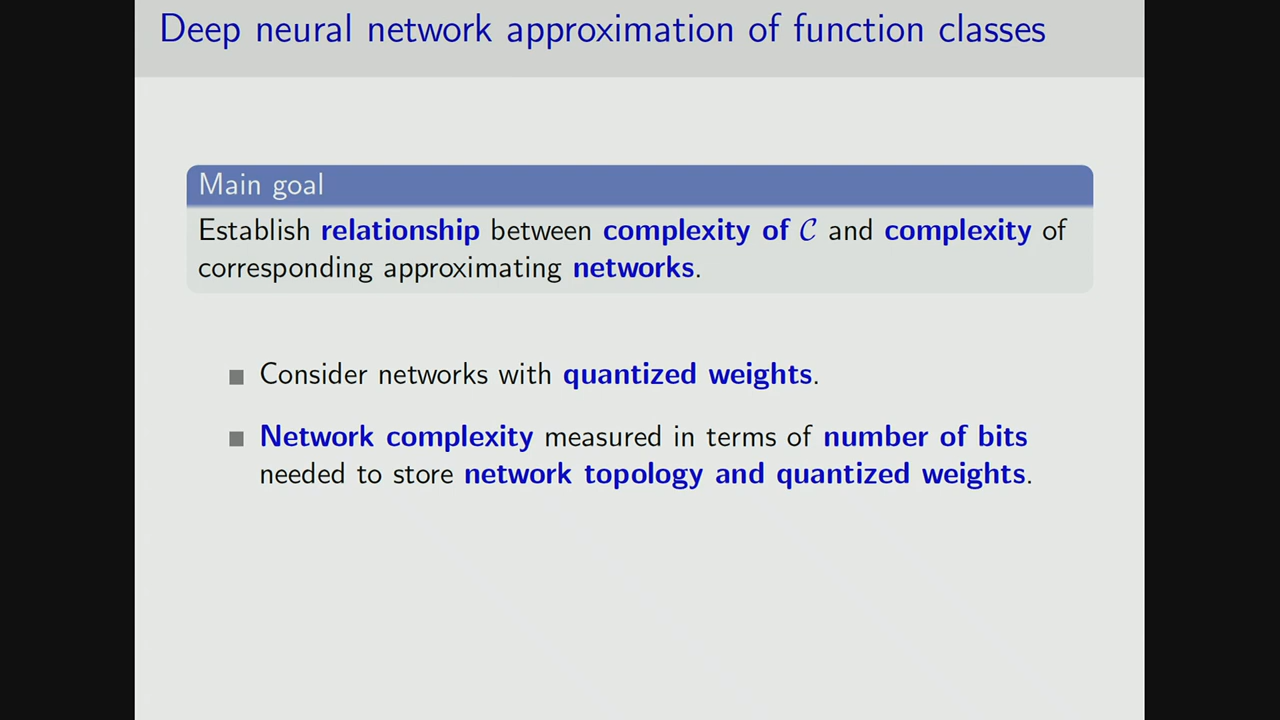 Deep neural network approximation of function classes
Main goal
Establish relationship between complexity of 𝒞 and complexity of
corresponding approximating networks.
Consider networks with quantized weights.
Network complexity measured in terms of number of bits
needed to store network topology and quantized weights.